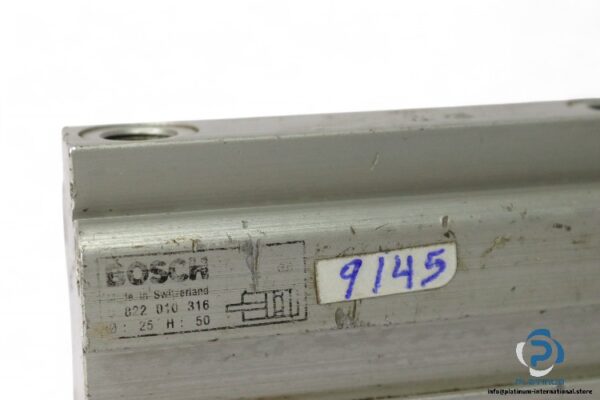 BOSCH
Made in Switzerland
822 010 316
Ø: 25 H: 50
9145
PLATINUM
info@platinum-international.store